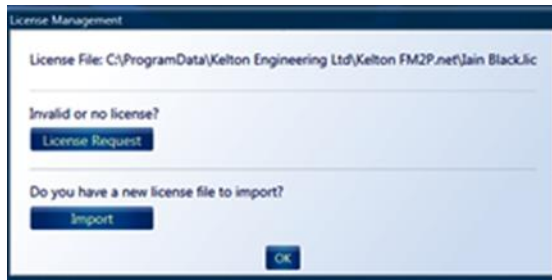 License Management
License File: C:\ProgramData\Kelton Engineering Ltd\Kelton FM2P.net\Iain Black.lic
Invalid or no license?
License Request
Do you have a new license file to import?
Import
OK